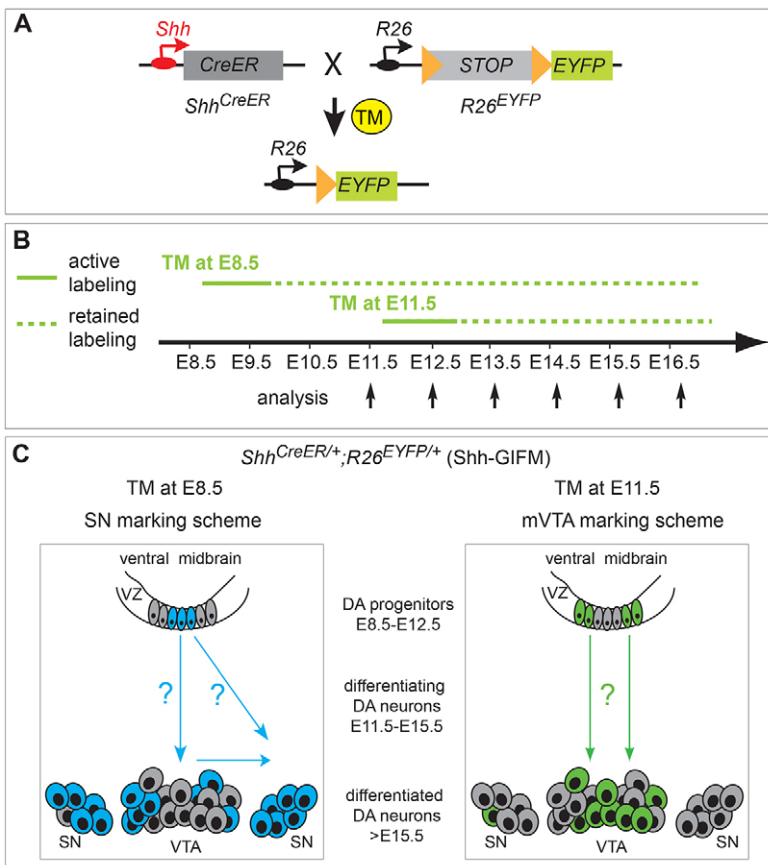 A
Shh
CreER
ShhCreER
X
R26
STOP
EYFP
R26EYFP
TM
R26
EYFP
B
active
labeling
retained
labeling
TM at E8.5
TM at E11.5
E8.5 E9.5 E10.5 E11.5 E12.5 E13.5 E14.5 E15.5 E16.5
analysis
C
ShhCreER/+;R26EYFP/+ (Shh-GIFM)
TM at E8.5
SN marking scheme
ventral midbrain
VZ
? ?
SN
VTA
SN
DA progenitors
E8.5-E12.5
differentiating
DA neurons
E11.5-E15.5
differentiated
DA neurons
>E15.5
TM at E11.5
mVTA marking scheme
ventral midbrain
VZ
?
SN
VTA
SN